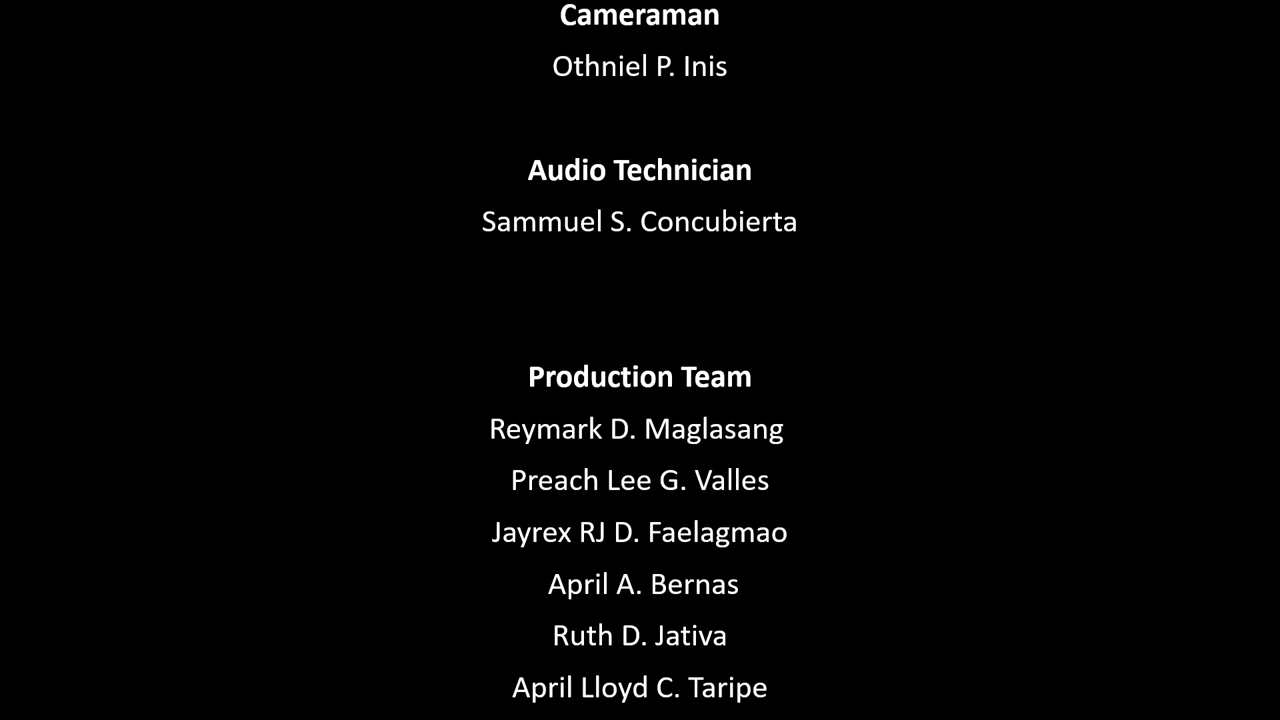 Cameraman
Othniel P. Inis
Audio Technician
Sammuel S. Concubierta
Production Team
Reymark D. Maglasang
Preach Lee G. Valles
Jayrex RJ D. Faelagmao
April A. Bernas
Ruth D. Jativa
April Lloyd C. Taripe